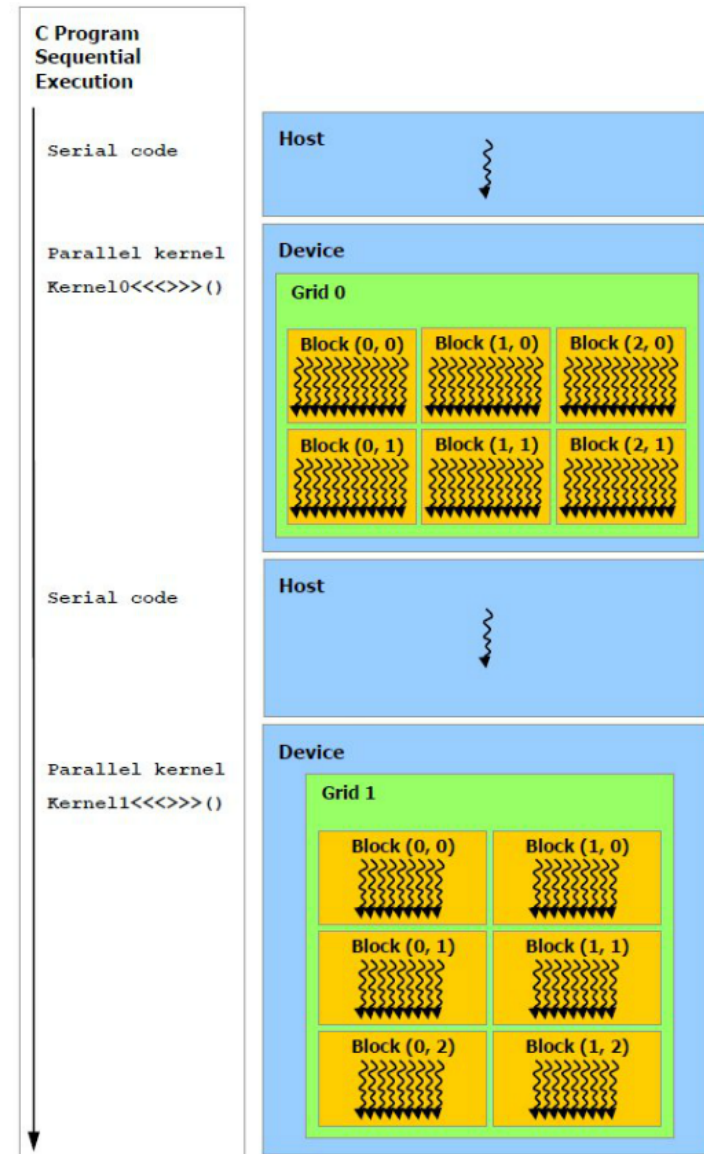 C Program
Sequential
Execution
Serial code
Host
Parallel kernel
Kernel0<<<>>>()
Device
Grid 0
Block (0, 0)
Block (1, 0)
Block (2, 0)
Block (0, 1)
Block (1, 1)
Block (2, 1)
Serial code
Host
Parallel kernel
Kernel1<<<>>>()
Device
Grid 1
Block (0, 0)
Block (1, 0)
Block (0, 1)
Block (1, 1)
Block (0, 2)
Block (1, 2)